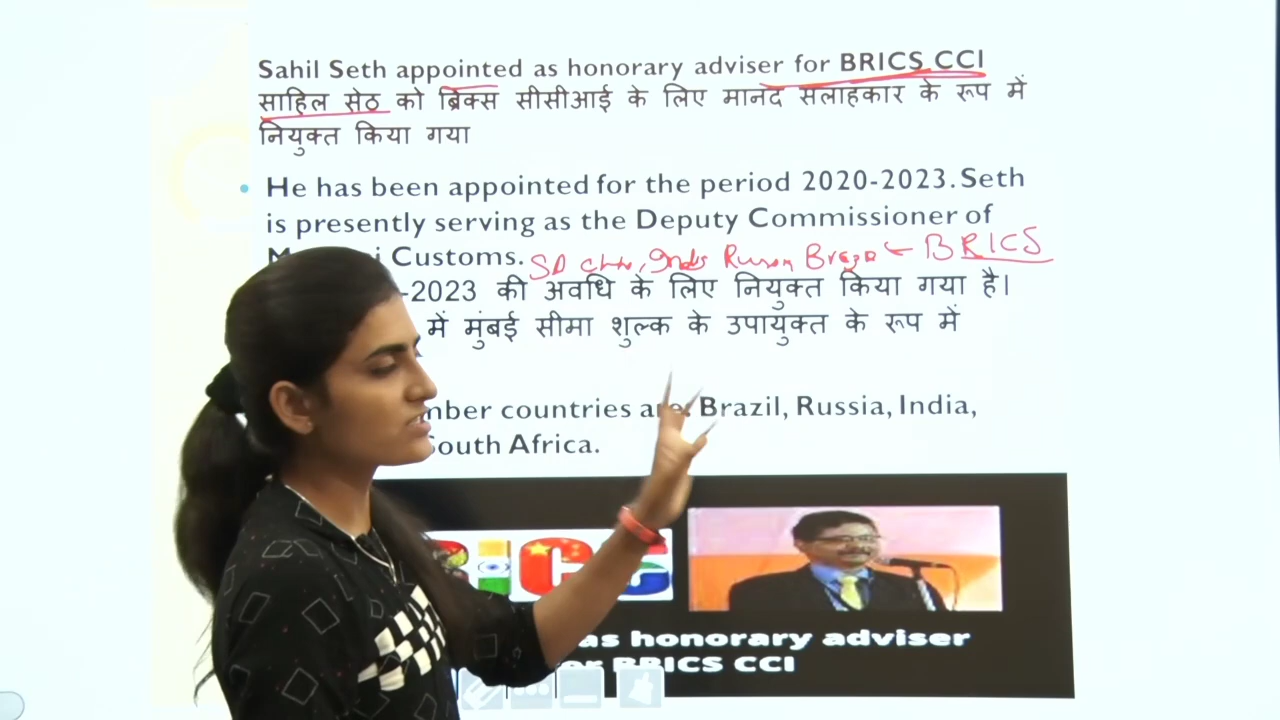 Sahil Seth appointed as honorary adviser for BRICS CCI
साहिल सेठ को ब्रिक्स सीसीआई के लिए मानद सलाहकार के रूप में
नियुक्त किया गया
• He has been appointed for the period 2020-2023. Seth
is presently serving as the Deputy Commissioner of
Customs.
Brazil BRICS
-2023 की अवधि के लिए नियुक्त किया गया है।
में मुंबई सीमा शुल्क के उपायुक्त के रूप में
countries are Brazil, Russia, India,
South Africa.
as honorary adviser
BRICS CCI